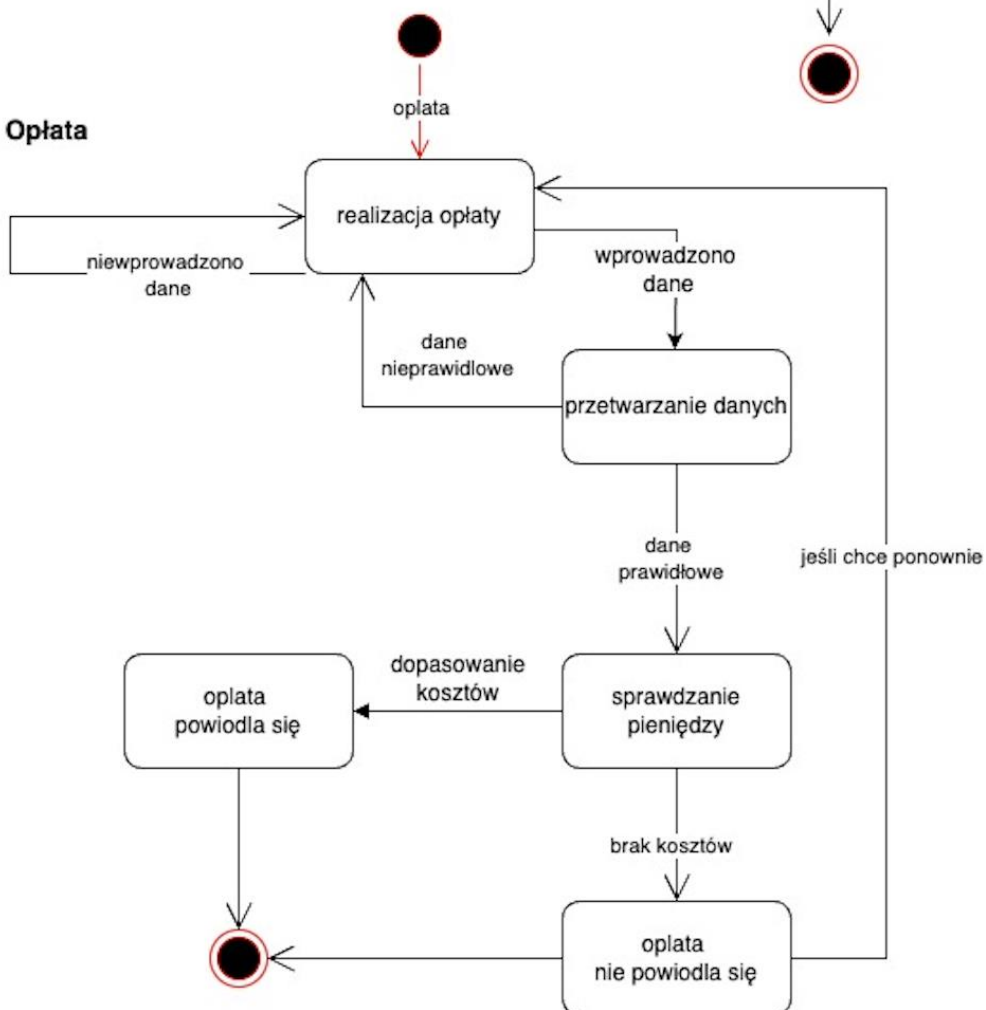 oplata
Opłata
realizacja opłaty
niewprowadzono
dane
wprowadzono
dane
dane
nieprawidlowe
przetwarzanie danych
dane
prawidłowe
jeśli chce ponownie
dopasowanie
kosztów
oplata
powiodla się
sprawdzanie
pieniędzy
brak kosztów
oplata
nie powiodla się